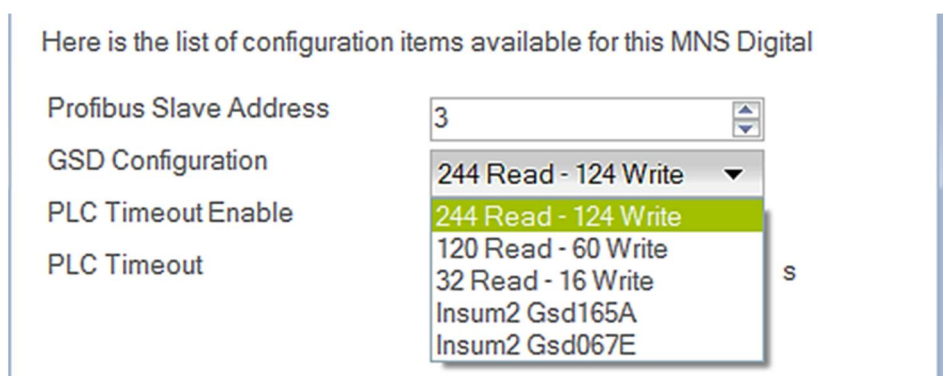 Here is the list of configuration items available for this MNS Digital
Profibus Slave Address
3
GSD Configuration
244 Read - 124 Write
244 Read - 124 Write
120 Read - 60 Write
32 Read - 16 Write
Insum2 Gsd165A
Insum2 Gsd067E
PLC Timeout Enable
PLC Timeout
s